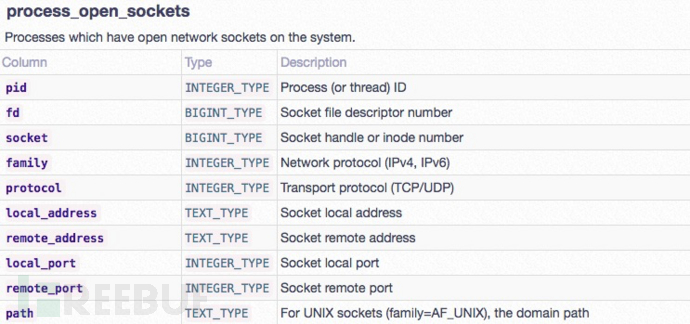 process_open_sockets
Processes which have open network sockets on the system.
Column Type Description
pid INTEGER_TYPE Process (or thread) ID
fd BIGINT_TYPE Socket file descriptor number
socket BIGINT_TYPE Socket handle or inode number
family INTEGER_TYPE Network protocol (IPv4, IPv6)
protocol INTEGER_TYPE Transport protocol (TCP/UDP)
local_address TEXT_TYPE Socket local address
remote_address TEXT_TYPE Socket remote address
local_port INTEGER_TYPE Socket local port
remote_port INTEGER_TYPE Socket remote port
REEBUF
path TEXT_TYPE For UNIX sockets (family=AF_UNIX), the domain path